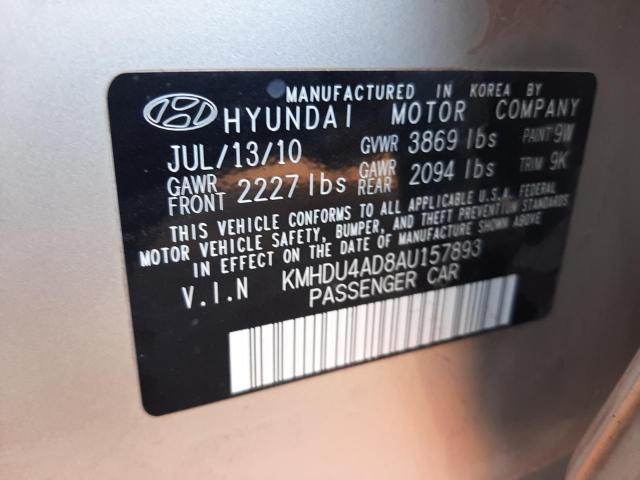 MANUFACTURED IN KOREA BY
HYUNDAI MOTOR COMPANY
JUL/13/10 GVWR 3869 lbs PAINT 9W
GAWR FRONT 2227 lbs GAWR REAR 2094 lbs TRIM 9K
THIS VEHICLE CONFORMS TO ALL APPLICABLE U.S.A. FEDERAL
MOTOR VEHICLE SAFETY, BUMPER, AND THEFT PREVENTION STANDARDS
IN EFFECT ON THE DATE OF MANUFACTURE SHOWN ABOVE.
V.I.N KMHDU4AD8AU157893
PASSENGER CAR